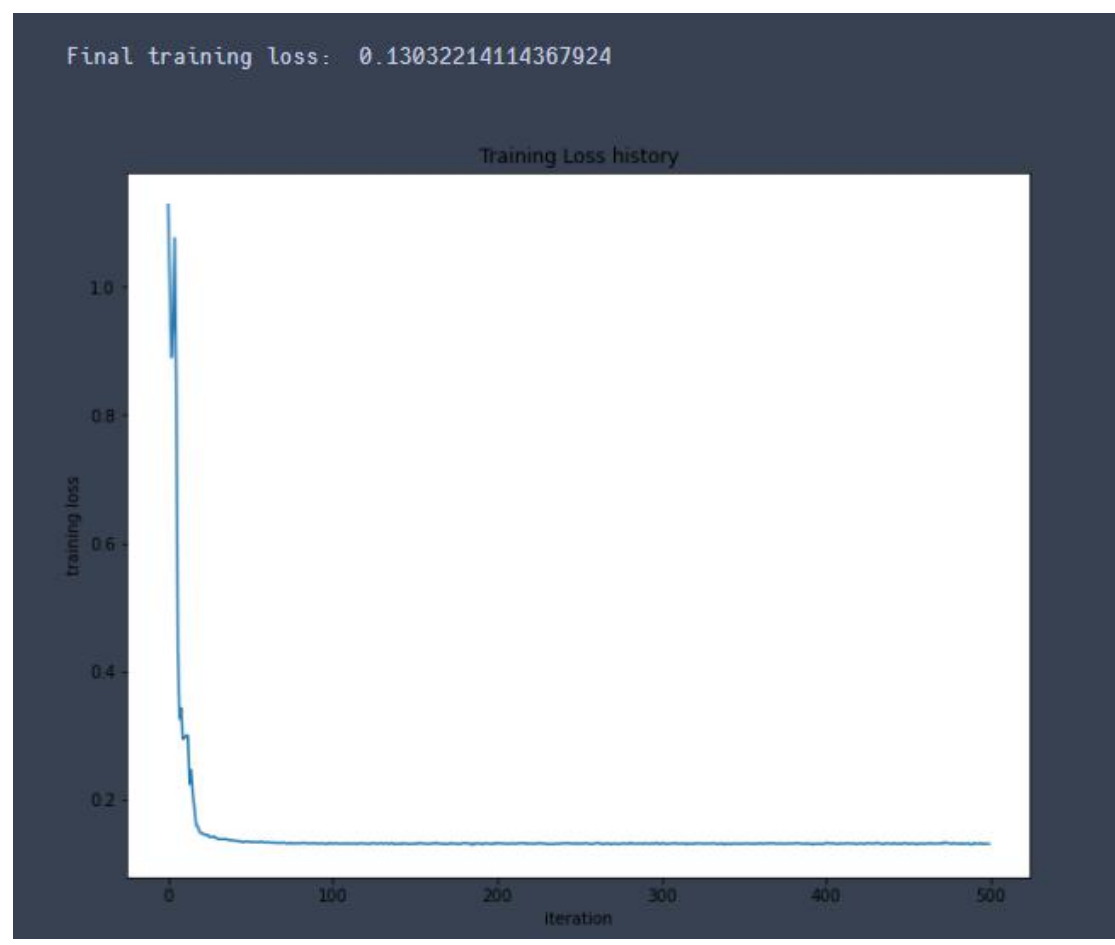 Final training loss: 0.13032214114367924
Training Loss history
1.0
0.8
0.6
0.4
0.2
training loss
0 100 200 300 400 500
iteration